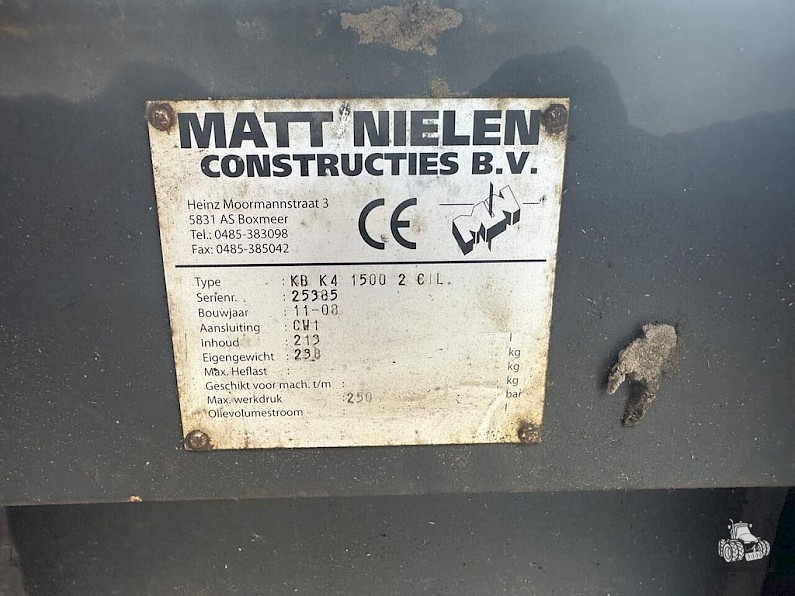 MATT NIELEN
CONSTRUCTIES B.V.
Heinz Moormannstraat 3
5831 AS Boxmeer
Tel.: 0485-383098
Fax: 0485-385042
CE
MN
Type : KB K4 1500 2 CIL.
Serienr. : 25385
Bouwjaar : 11-08
Aansluiting : CW1
Inhoud : 213 l
Eigengewicht : 238 kg
Max. Heflast : kg
Geschikt voor mach. t/m : kg
Max. werkdruk : 250 bar
Olievolumestroom : l